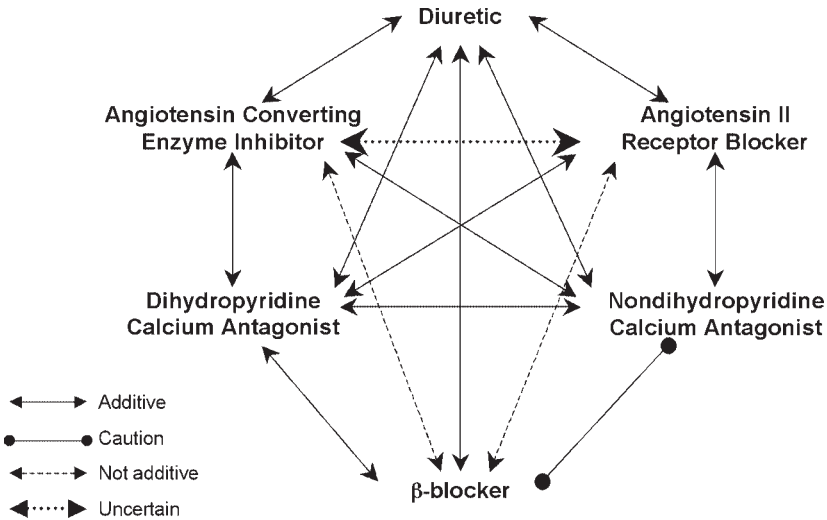 Diuretic
Angiotensin Converting
Enzyme Inhibitor
Angiotensin II
Receptor Blocker
Dihydropyridine
Calcium Antagonist
Nondihydropyridine
Calcium Antagonist
β-blocker
Additive
Caution
Not additive
Uncertain